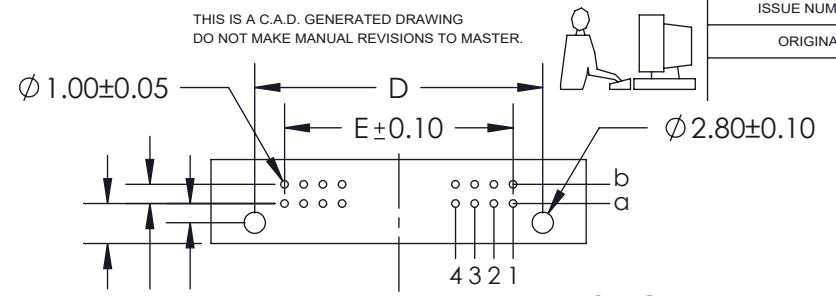 THIS IS A C.A.D. GENERATED DRAWING
DO NOT MAKE MANUAL REVISIONS TO MASTER.
ISSUE NUM
ORIGINA
⌀ 1.00±0.05
D
E±0.10
⌀ 2.80±0.10
b
a
4 3 2 1